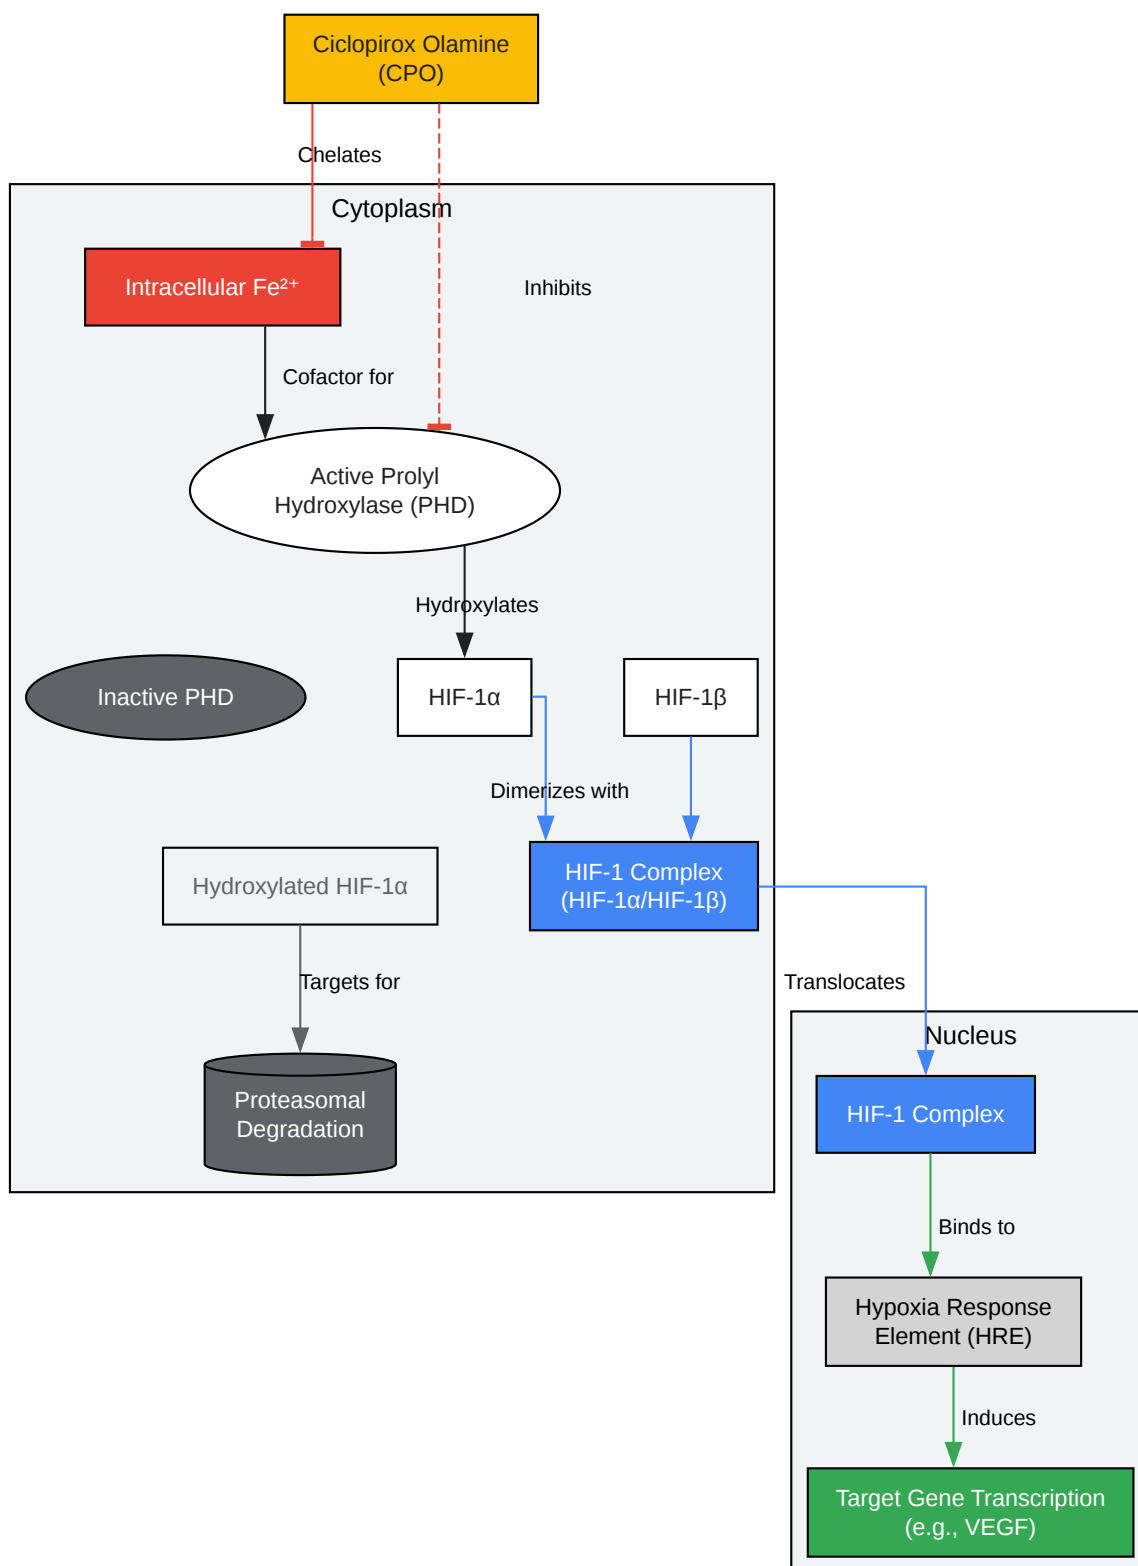 Ciclopirox Olamine
(CPO)
Chelates
Cytoplasm
Intracellular Fe²⁺
Inhibits
Cofactor for
Active Prolyl
Hydroxylase (PHD)
Hydroxylates
Inactive PHD
HIF-1α
HIF-1β
Dimerizes with
Hydroxylated HIF-1α
HIF-1 Complex
(HIF-1α/HIF-1β)
Targets for
Translocates
Nucleus
Proteasomal
Degradation
HIF-1 Complex
Binds to
Hypoxia Response
Element (HRE)
Induces
Target Gene Transcription
(e.g., VEGF)